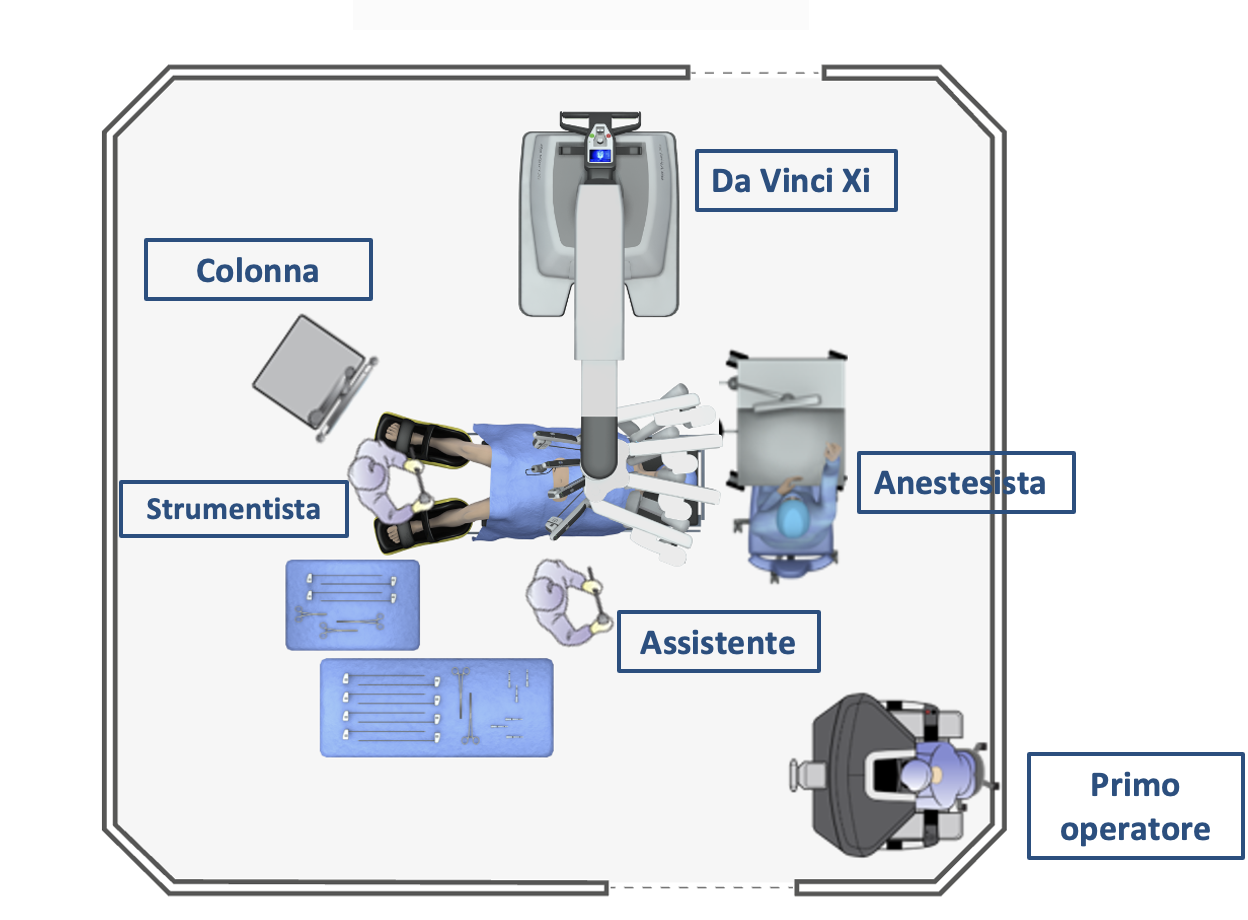 Da Vinci Xi
Colonna
Anestesista
Strumentista
Assistente
Primo
operatore